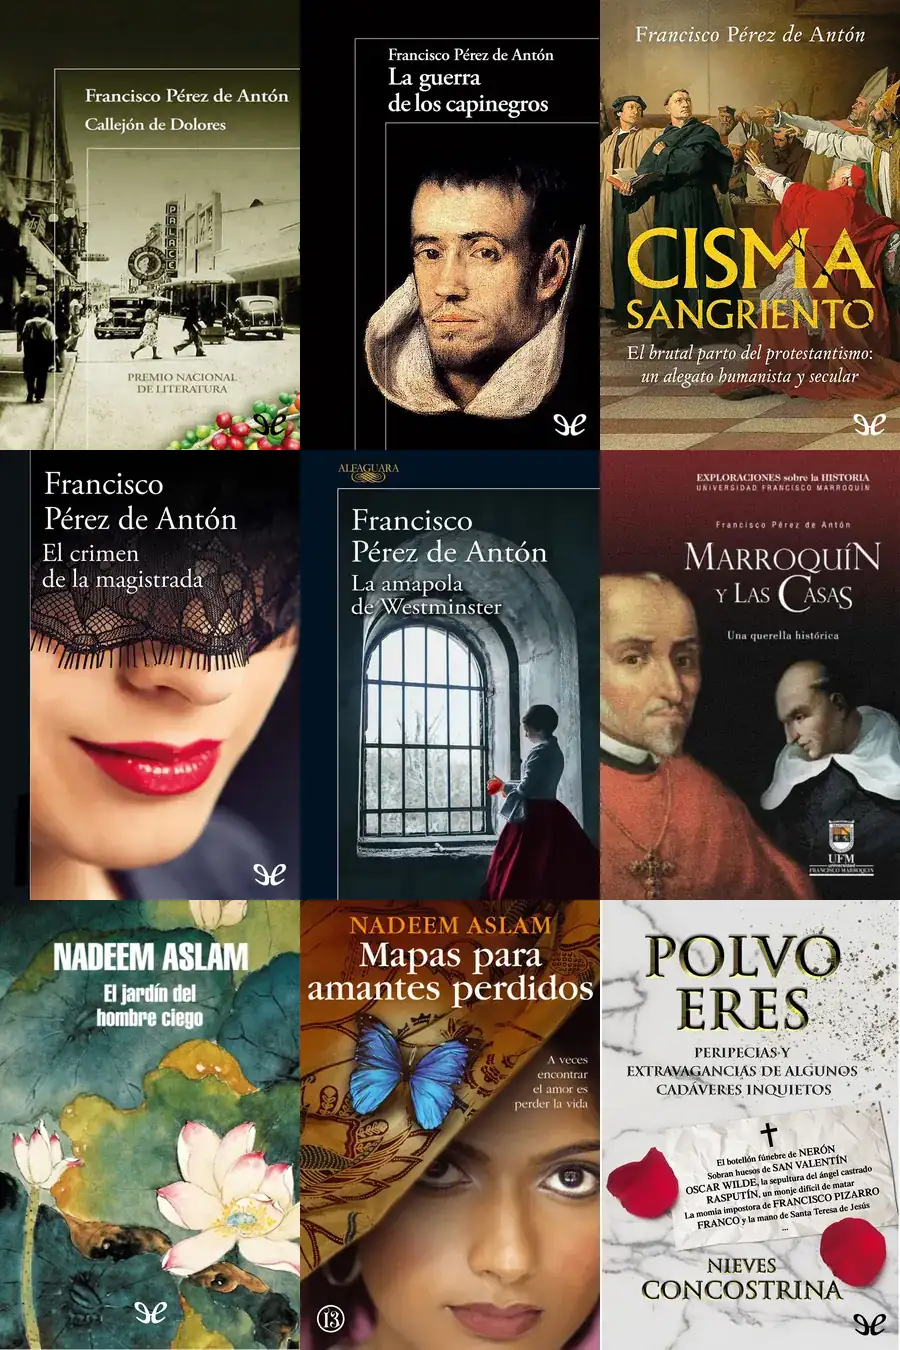 Francisco Pérez de Antón
Callejón de Dolores
PALACE
PREMIO NACIONAL
DE LITERATURA
Francisco Pérez de Antón
La guerra
de los capinegros
Francisco Pérez de Antón
CISMA
SANGRIENTO
El brutal parto del protestantismo:
un alegato humanista y secular
Francisco
Pérez de Antón
El crimen
de la magistrada
ALFAGUARA
Francisco
Pérez de Antón
La amapola
de Westminster
EXPLORACIONES sobre la HISTORIA
UNIVERSIDAD FRANCISCO MARROQUÍN
Francisco Pérez de Antón
MARROQUÍN
Y LAS CASAS
Una querella histórica
UFM
UNIVERSIDAD
FRANCISCO MARROQUÍN
NADEEM ASLAM
El jardín del
hombre ciego
NADEEM ASLAM
Mapas para
amantes perdidos
A veces
encontrar
el amor es
perder la vida
13
POLVO
ERES
PERIPECIAS Y
EXTRAVAGANCIAS DE ALGUNOS
CADÁVERES INQUIETOS
El botellón fúnebre de NERÓN
Sobran huesos de SAN VALENTÍN
OSCAR WILDE, la sepultura del ángel castrado
RASPUTÍN, un monje difícil de matar
La momia impostora de FRANCISCO PIZARRO
FRANCO y la mano de Santa Teresa de Jesús
...
NIEVES
CONCOSTRINA